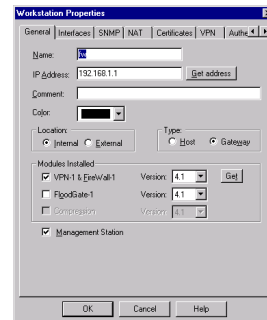 Workstation Properties
General Interfaces SNMP NAT Certificates VPN Authe
Name: fw
IP Address: 192.168.1.1 Get address
Comment:
Color:
Location: Type:
Internal External Host Gateway
Modules Installed
VPN-1 & FireWall-1 Version: 4.1 Get
FloodGate-1 Version: 4.1
Compression Version: 4.1
Management Station
OK Cancel Help